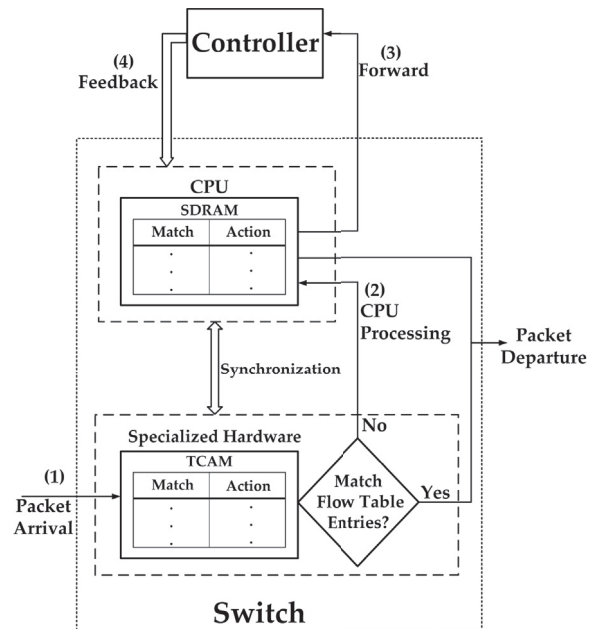 Controller
(4)
Feedback
(3)
Forward
CPU
SDRAM
Match Action
. .
. .
. .
(2)
CPU
Processing
Packet
Departure
Synchronization
Specialized Hardware
No
(1)
Packet
Arrival
TCAM
Match Action
. .
. .
. .
Match
Flow Table
Entries?
Yes
Switch